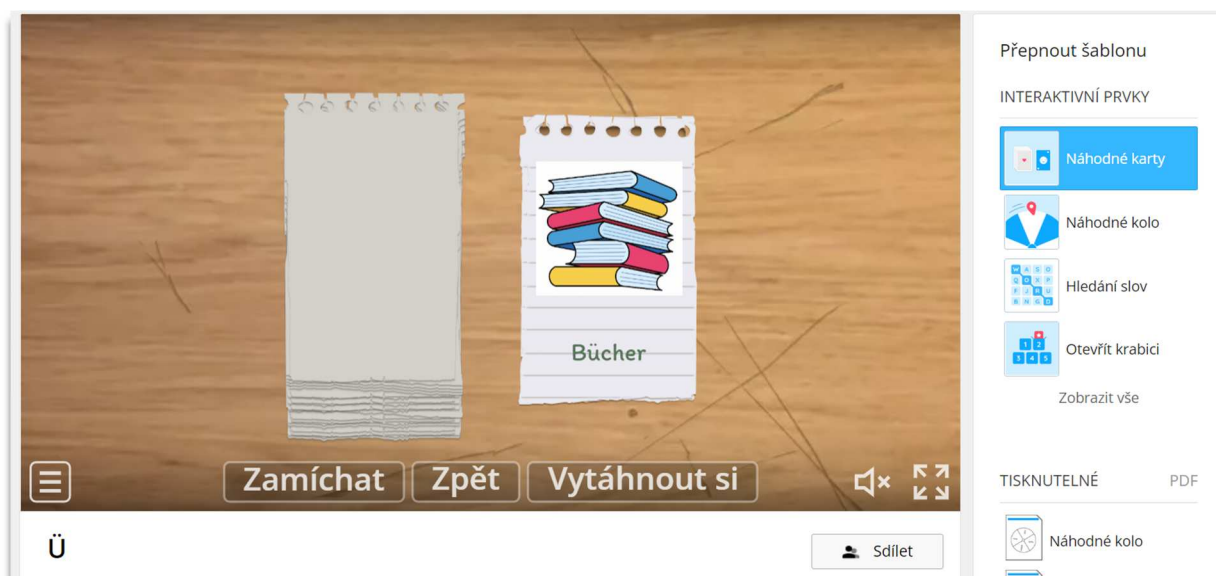 Bücher
Zamíchat
Zpět
Vytáhnout si
Ü
Sdílet
Přepnout šablonu
INTERAKTIVNÍ PRVKY
Náhodné karty
Náhodné kolo
Hledání slov
Otevřít krabici
Zobrazit vše
TISKNUTELNÉ PDF
Náhodné kolo